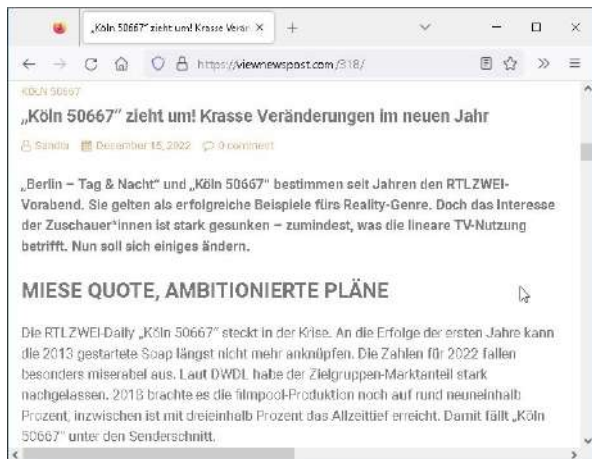 „Köln 50667“ zieht um! Krasse Verär
https://viewnewspost.com/318/
KÖLN 50667
„Köln 50667“ zieht um! Krasse Veränderungen im neuen Jahr
Sandra December 15, 2022 0 comment
„Berlin – Tag & Nacht“ und „Köln 50667“ bestimmen seit Jahren den RTLZWEI-
Vorabend. Sie gelten als erfolgreiche Beispiele fürs Reality-Genre. Doch das Interesse
der Zuschauer*innen ist stark gesunken – zumindest, was die lineare TV-Nutzung
betrifft. Nun soll sich einiges ändern.
MIESE QUOTE, AMBITIONIERTE PLÄNE
Die RTLZWEI-Daily „Köln 50667“ steckt in der Krise. An die Erfolge der ersten Jahre kann
die 2013 gestartete Soap längst nicht mehr anknüpfen. Die Zahlen für 2022 fallen
besonders miserabel aus. Laut DWDL habe der Zielgruppen-Marktanteil stark
nachgelassen. 2018 brachte es die filmpool-Produktion noch auf rund neuneinhalb
Prozent, inzwischen ist mit dreieinhalb Prozent das Allzeittief erreicht. Damit fällt „Köln
50667“ unter den Senderschnitt.